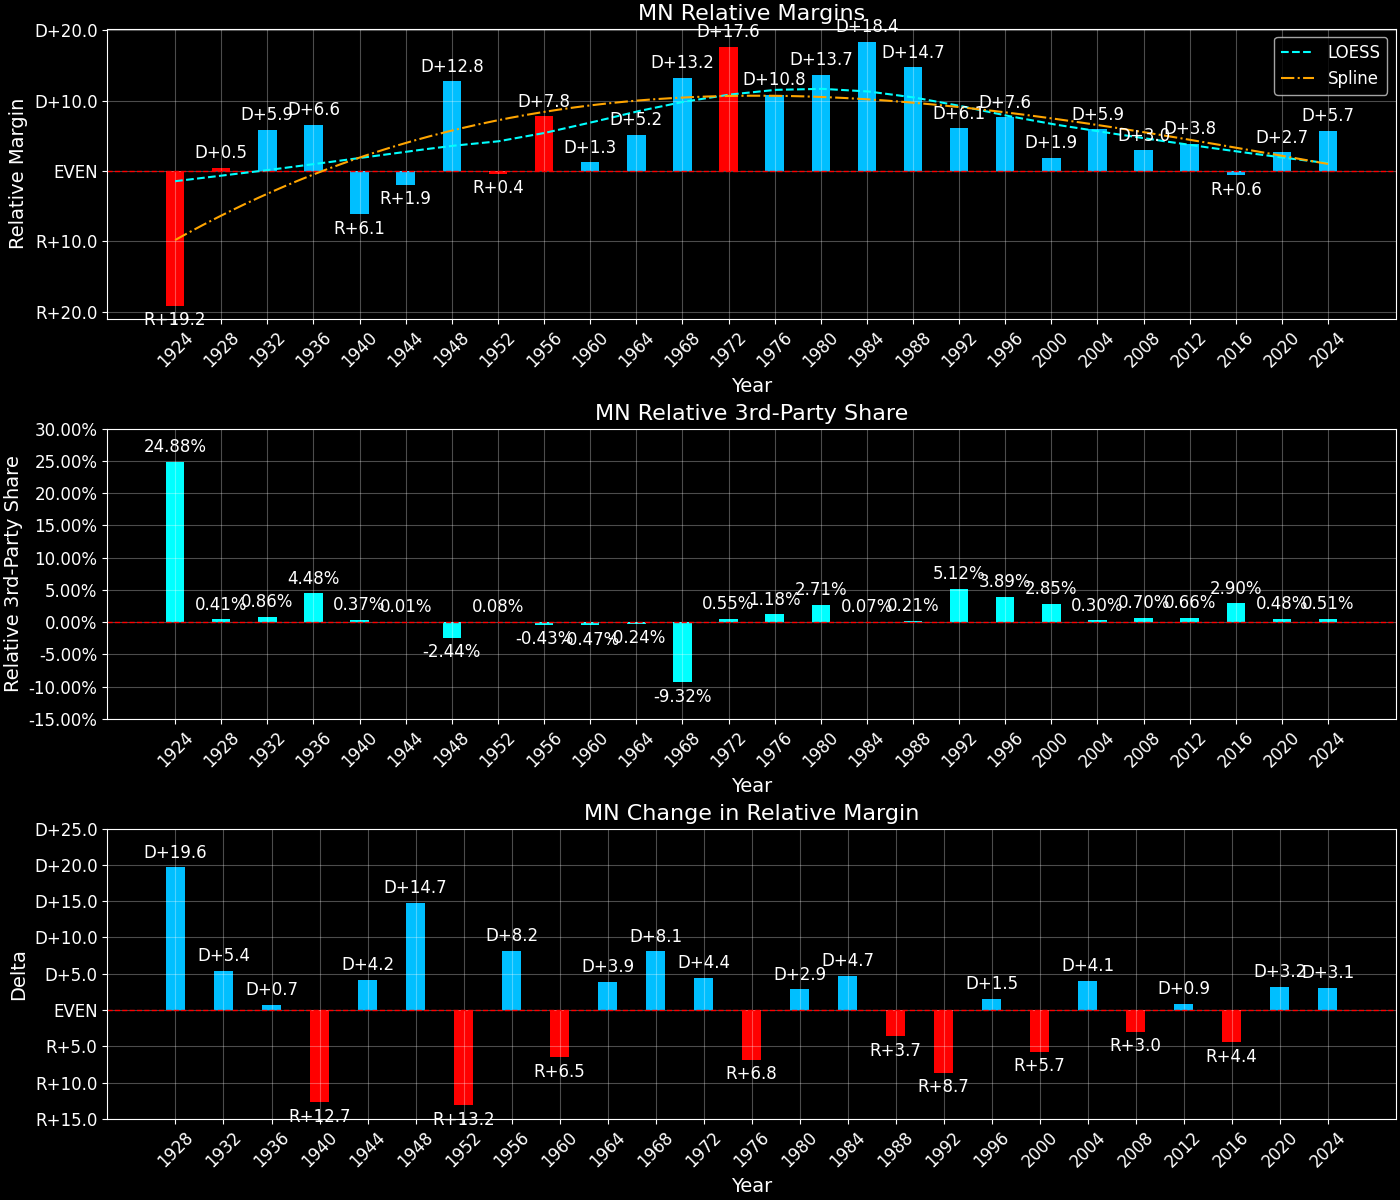 MN Relative Margins
Relative Margin
D+20.0
D+10.0
EVEN
R+10.0
R+20.0
R+19.2
D+0.5
D+5.9
D+6.6
R+6.1
R+1.9
D+12.8
R+0.4
D+7.8
D+1.3
D+5.2
D+13.2
D+17.6
D+10.8
D+13.7
D+18.4
D+14.7
D+6.1
D+7.6
D+1.9
D+5.9
D+3.0
D+3.8
R+0.6
D+2.7
D+5.7
LOESS
Spline
1924 1928 1932 1936 1940 1944 1948 1952 1956 1960 1964 1968 1972 1976 1980 1984 1988 1992 1996 2000 2004 2008 2012 2016 2020 2024
Year
MN Relative 3rd-Party Share
Relative 3rd-Party Share
30.00%
25.00%
20.00%
15.00%
10.00%
5.00%
0.00%
-5.00%
-10.00%
-15.00%
24.88%
0.41%
0.86%
4.48%
0.37%
0.01%
-2.44%
0.08%
-0.43%
-0.47%
-0.24%
-9.32%
0.55%
1.18%
2.71%
0.07%
0.21%
5.12%
3.89%
2.85%
0.30%
0.70%
0.66%
2.90%
0.48%
0.51%
1924 1928 1932 1936 1940 1944 1948 1952 1956 1960 1964 1968 1972 1976 1980 1984 1988 1992 1996 2000 2004 2008 2012 2016 2020 2024
Year
MN Change in Relative Margin
Delta
D+25.0
D+20.0
D+15.0
D+10.0
D+5.0
EVEN
R+5.0
R+10.0
R+15.0
D+19.6
D+5.4
D+0.7
R+12.7
D+4.2
D+14.7
R+13.2
D+8.2
R+6.5
D+3.9
D+8.1
D+4.4
R+6.8
D+2.9
D+4.7
R+3.7
R+8.7
D+1.5
R+5.7
D+4.1
R+3.0
D+0.9
R+4.4
D+3.2
D+3.1
1928 1932 1936 1940 1944 1948 1952 1956 1960 1964 1968 1972 1976 1980 1984 1988 1992 1996 2000 2004 2008 2012 2016 2020 2024
Year